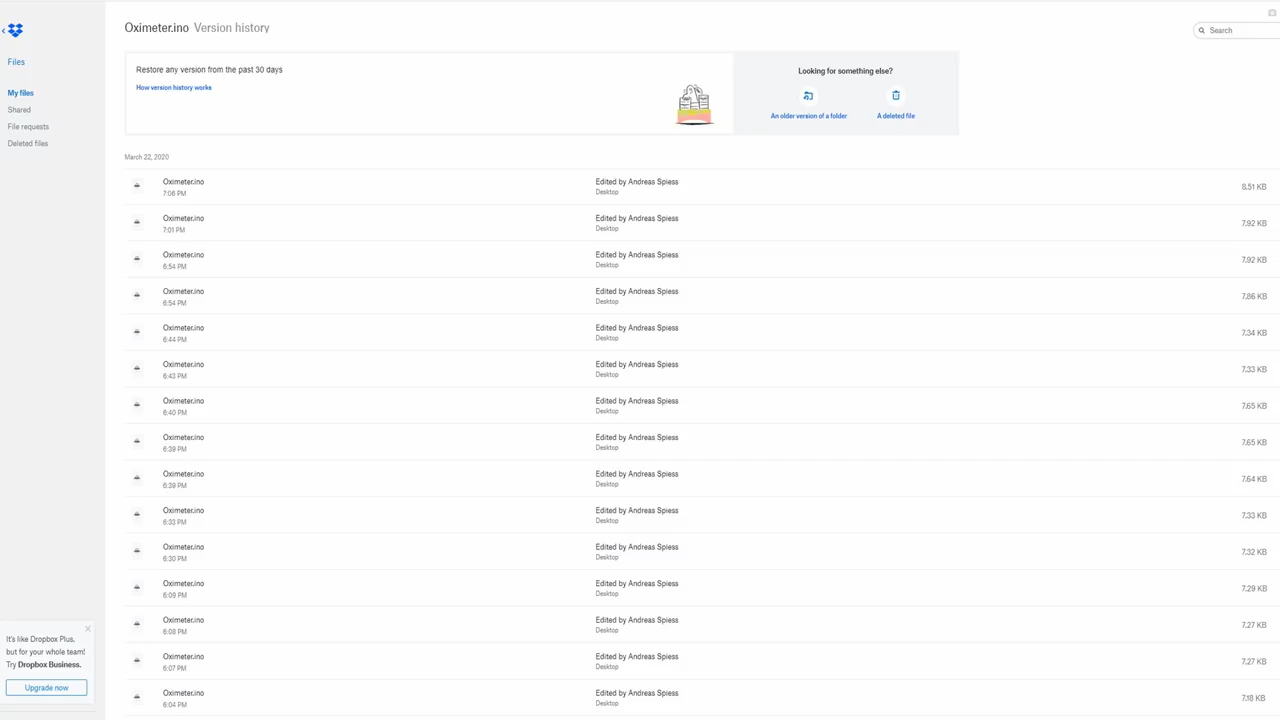 Oximeter.ino Version history
Search
Files
My files
Shared
File requests
Deleted files
Restore any version from the past 30 days
How version history works
Looking for something else?
An older version of a folder
A deleted file
March 22, 2020
Oximeter.ino Edited by Andreas Spiess 8.51 KB
7:06 PM Desktop
Oximeter.ino Edited by Andreas Spiess 7.92 KB
7:01 PM Desktop
Oximeter.ino Edited by Andreas Spiess 7.92 KB
6:54 PM Desktop
Oximeter.ino Edited by Andreas Spiess 7.86 KB
6:54 PM Desktop
Oximeter.ino Edited by Andreas Spiess 7.34 KB
6:44 PM Desktop
Oximeter.ino Edited by Andreas Spiess 7.33 KB
6:43 PM Desktop
Oximeter.ino Edited by Andreas Spiess 7.65 KB
6:40 PM Desktop
Oximeter.ino Edited by Andreas Spiess 7.65 KB
6:39 PM Desktop
Oximeter.ino Edited by Andreas Spiess 7.64 KB
6:39 PM Desktop
Oximeter.ino Edited by Andreas Spiess 7.33 KB
6:33 PM Desktop
Oximeter.ino Edited by Andreas Spiess 7.32 KB
6:30 PM Desktop
Oximeter.ino Edited by Andreas Spiess 7.29 KB
6:09 PM Desktop
Oximeter.ino Edited by Andreas Spiess 7.27 KB
6:08 PM Desktop
Oximeter.ino Edited by Andreas Spiess 7.27 KB
6:07 PM Desktop
Oximeter.ino Edited by Andreas Spiess 7.18 KB
6:04 PM Desktop
It's like Dropbox Plus,
but for your whole team!
Try Dropbox Business.
Upgrade now